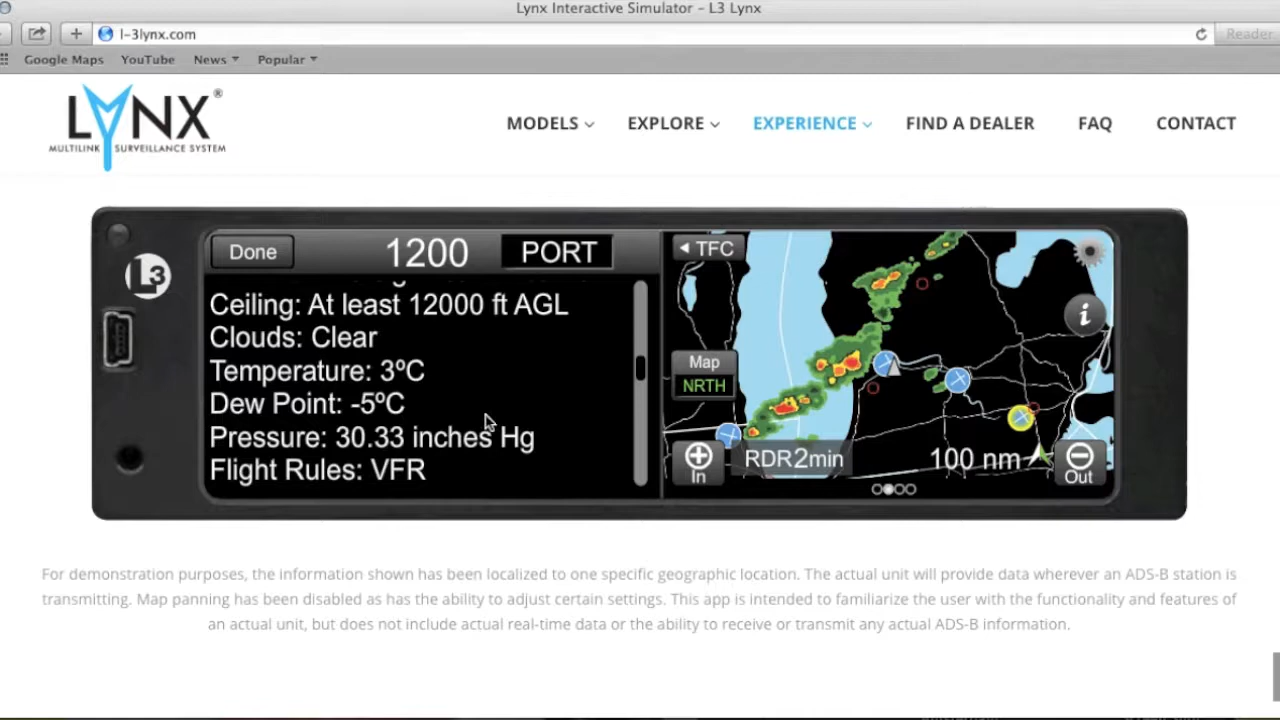 Lynx Interactive Simulator - L3 Lynx
l-3lynx.com
Reader
Google Maps YouTube News Popular
LYNX®
MULTILINK SURVEILLANCE SYSTEM
MODELS EXPLORE EXPERIENCE FIND A DEALER FAQ CONTACT
L3
Done 1200 PORT
Ceiling: At least 12000 ft AGL
Clouds: Clear
Temperature: 3ºC
Dew Point: -5ºC
Pressure: 30.33 inches Hg
Flight Rules: VFR
TFC
i
Map
NRTH
In
RDR2min
100 nm
Out
For demonstration purposes, the information shown has been localized to one specific geographic location. The actual unit will provide data wherever an ADS-B station is
transmitting. Map panning has been disabled as has the ability to adjust certain settings. This app is intended to familiarize the user with the functionality and features of
an actual unit, but does not include actual real-time data or the ability to receive or transmit any actual ADS-B information.